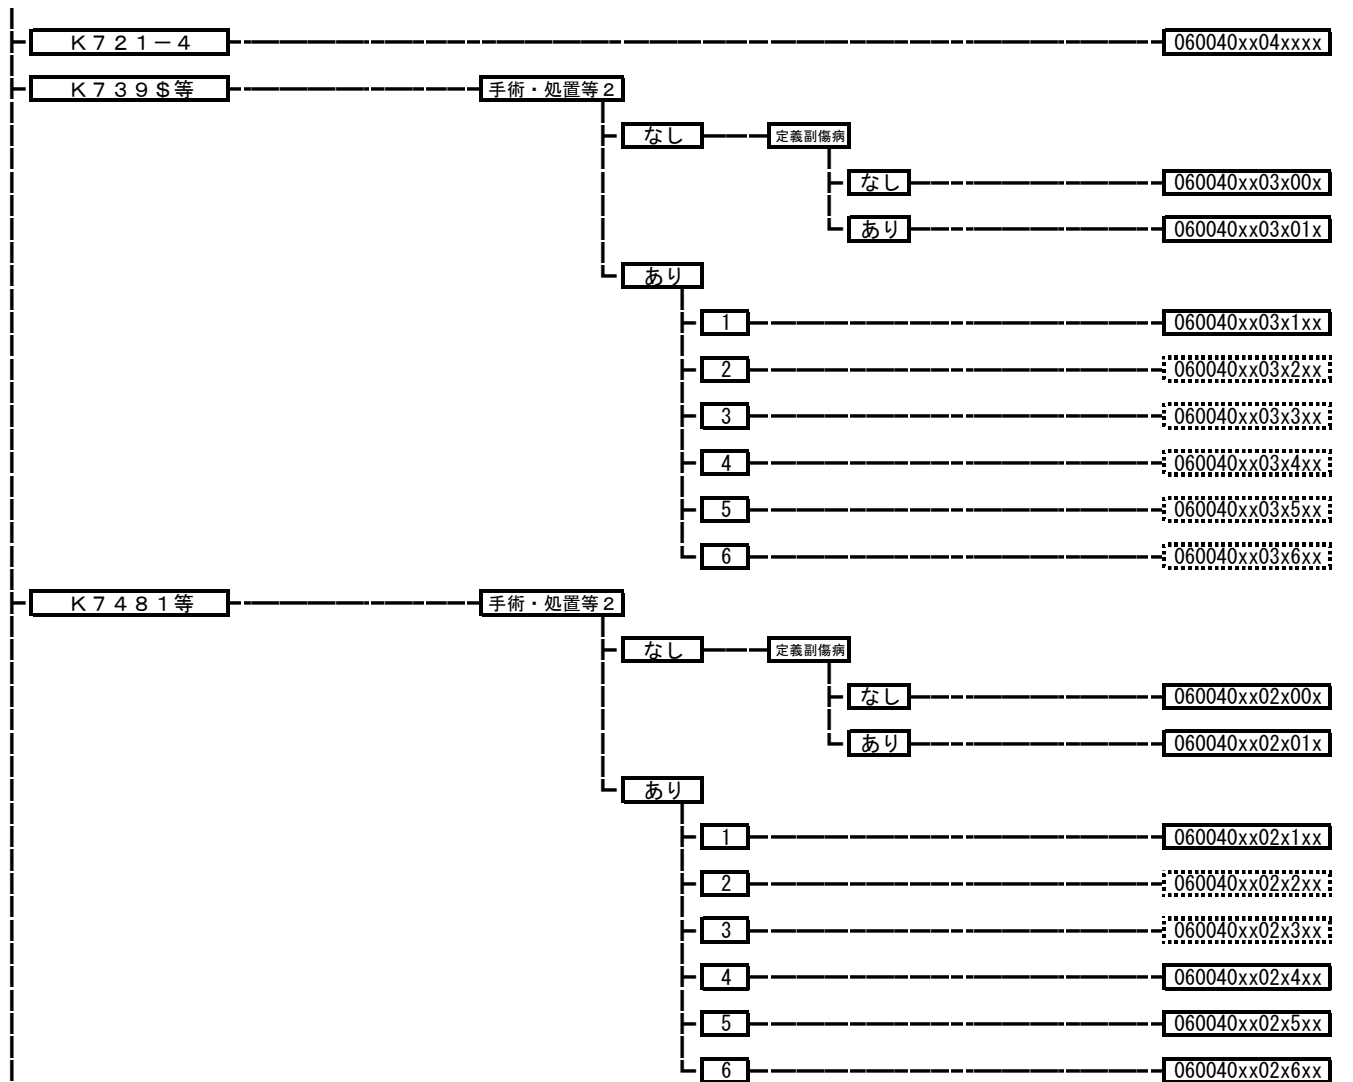 K721－4 060040xx04xxxx
K739$等 手術・処置等2
なし 定義副傷病
なし 060040xx03x00x
あり 060040xx03x01x
あり
1 060040xx03x1xx
2 060040xx03x2xx
3 060040xx03x3xx
4 060040xx03x4xx
5 060040xx03x5xx
6 060040xx03x6xx
K7481等 手術・処置等2
なし 定義副傷病
なし 060040xx02x00x
あり 060040xx02x01x
あり
1 060040xx02x1xx
2 060040xx02x2xx
3 060040xx02x3xx
4 060040xx02x4xx
5 060040xx02x5xx
6 060040xx02x6xx